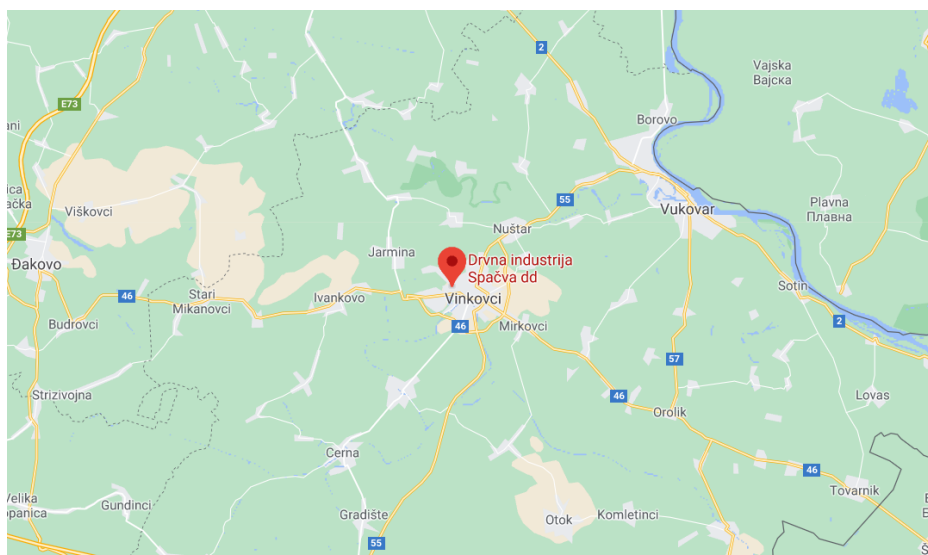 2
Vajska
Вајска
E73
Borovo
55
Viškovci
Plavna
Плавна
Vukovar
Nuštar
E73
Đakovo
Jarmina
Drvna industrija
Spačva dd
Sotin
46
Stari
Mikanovci
Ivankovo
Vinkovci
Budrovci
46
Mirkovci
2
57
Strizivojna
46
Lovas
Orolik
Cerna
46
Tovarnik
Velika
Gundinci
Gradište
Otok
Komletinci
55